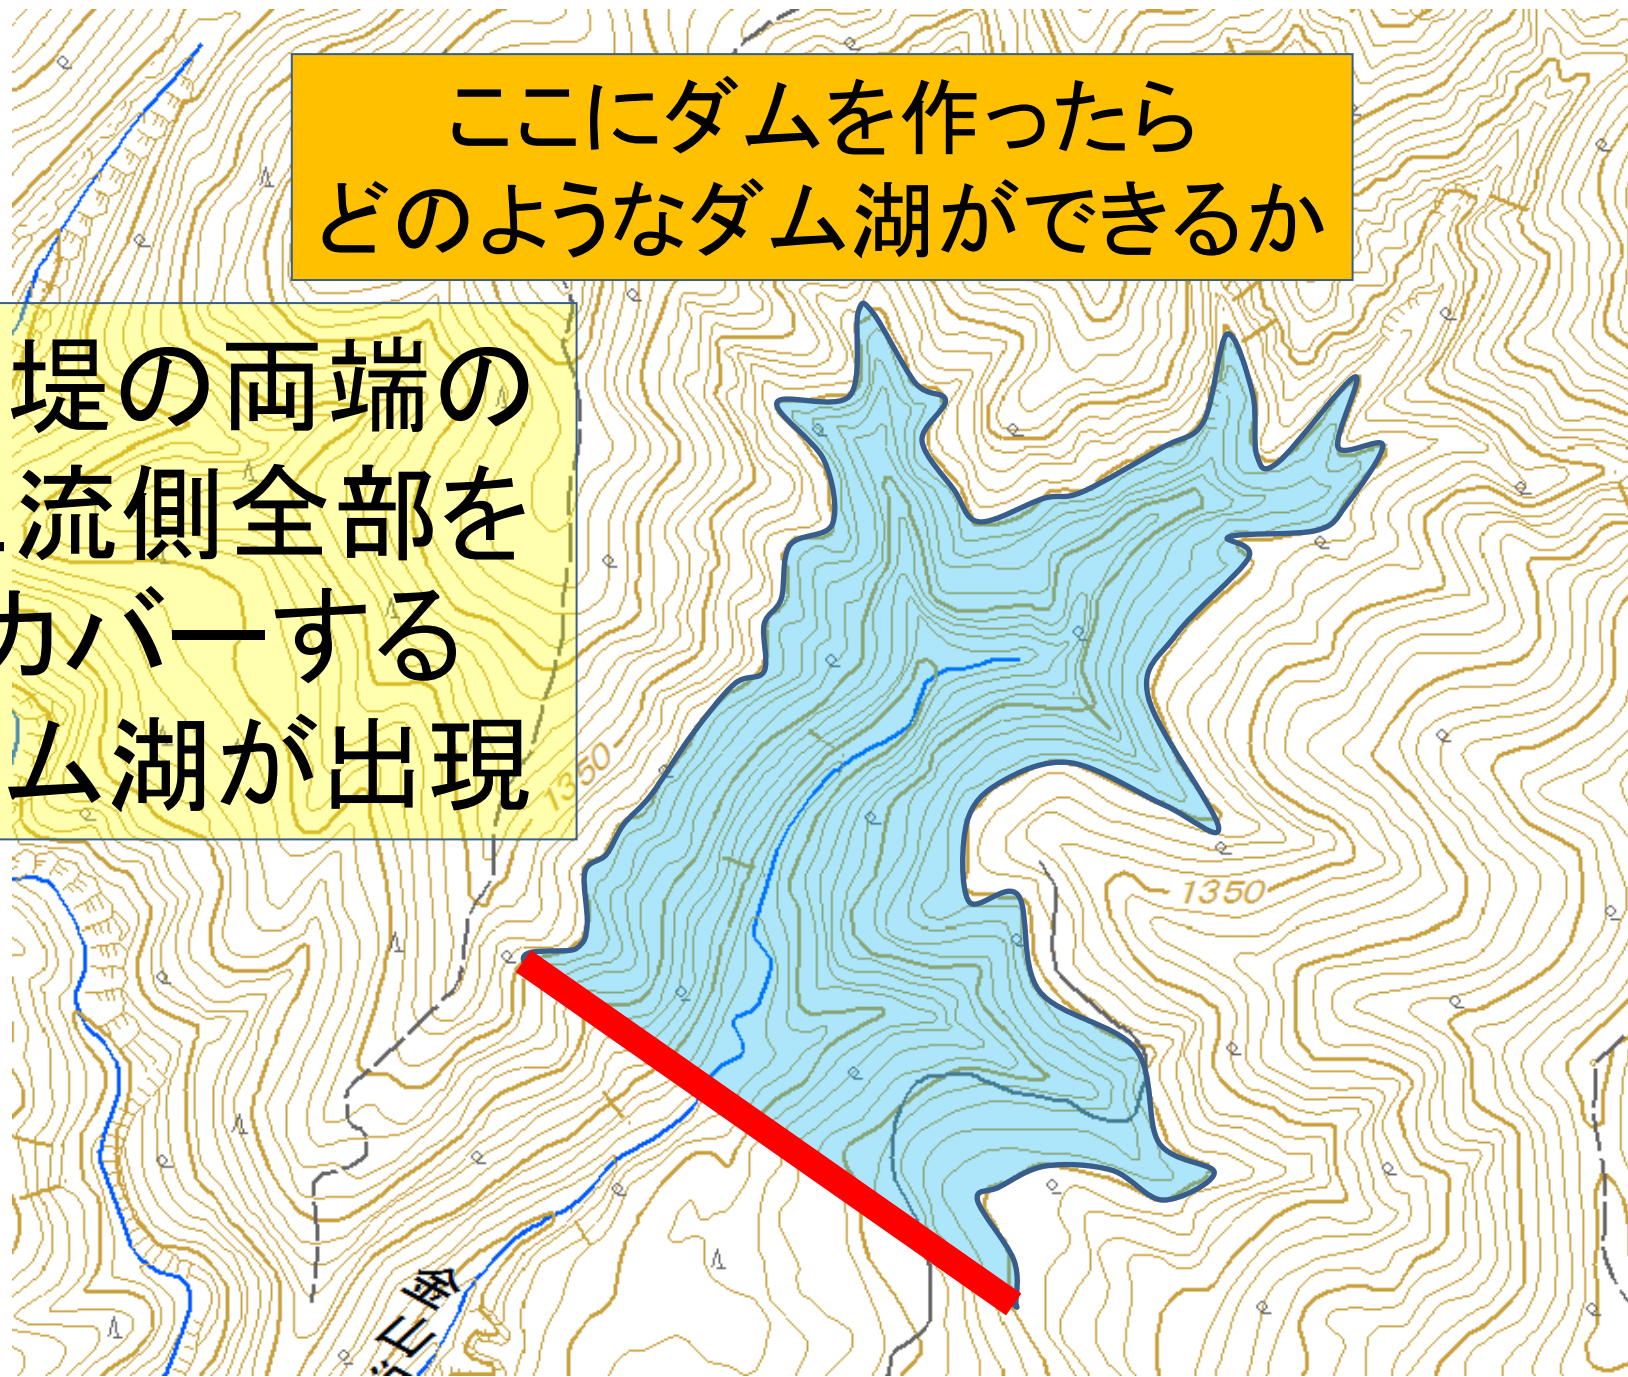 ここにダムを作ったら
どのようなダム湖ができるか
堤の両端の
流側全部を
カバーする
ム湖が出現
1350
1350
金山